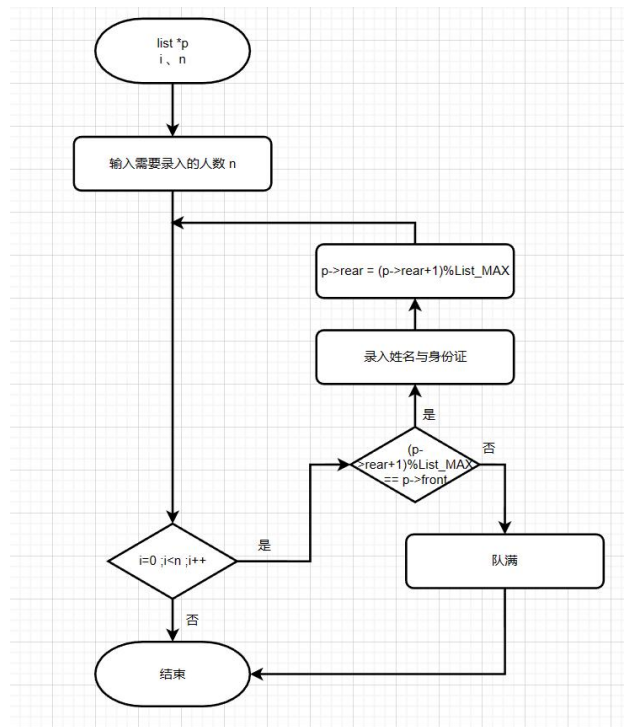 list *p
i 、n
输入需要录入的人数 n
p->rear = (p->rear+1)%List_MAX
录入姓名与身份证
是
(p-
>rear+1)%List_MAX
== p->front
否
是
i=0 ;i<n ;i++
队满
否
结束